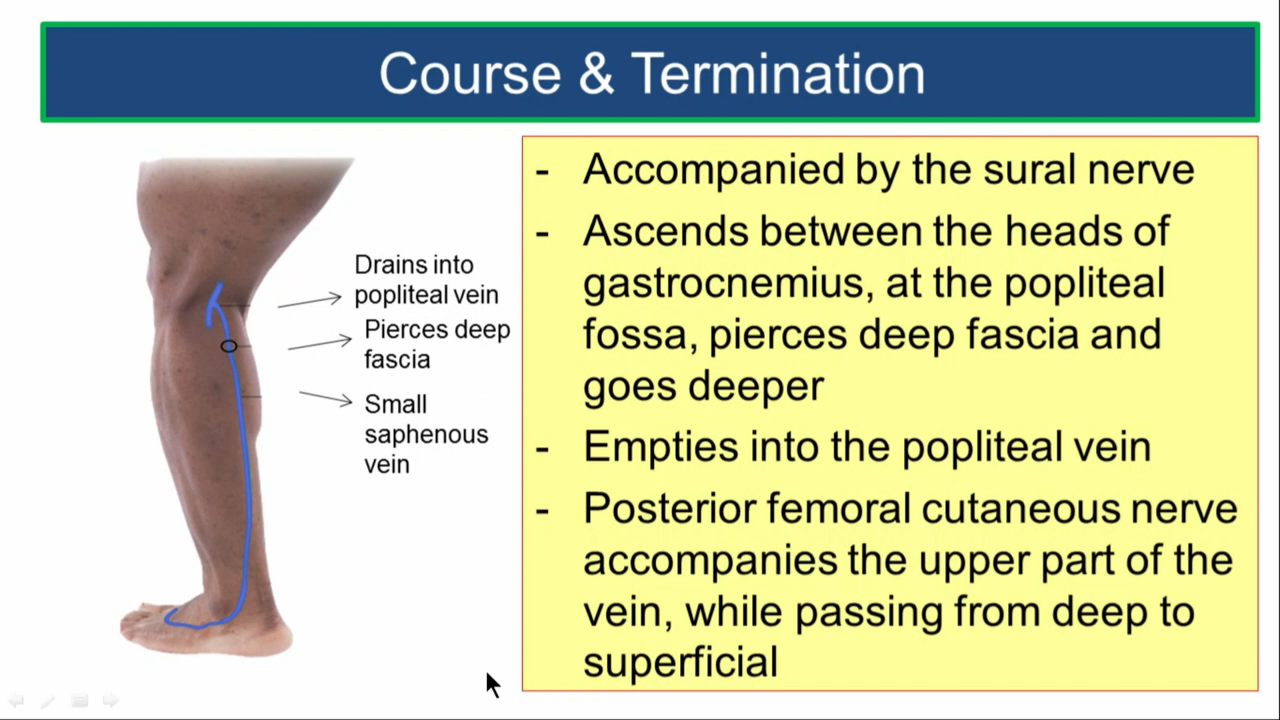 Course & Termination
Drains into
popliteal vein
Pierces deep
fascia
Small
saphenous
vein
- Accompanied by the sural nerve
- Ascends between the heads of
gastrocnemius, at the popliteal
fossa, pierces deep fascia and
goes deeper
- Empties into the popliteal vein
- Posterior femoral cutaneous nerve
accompanies the upper part of the
vein, while passing from deep to
superficial